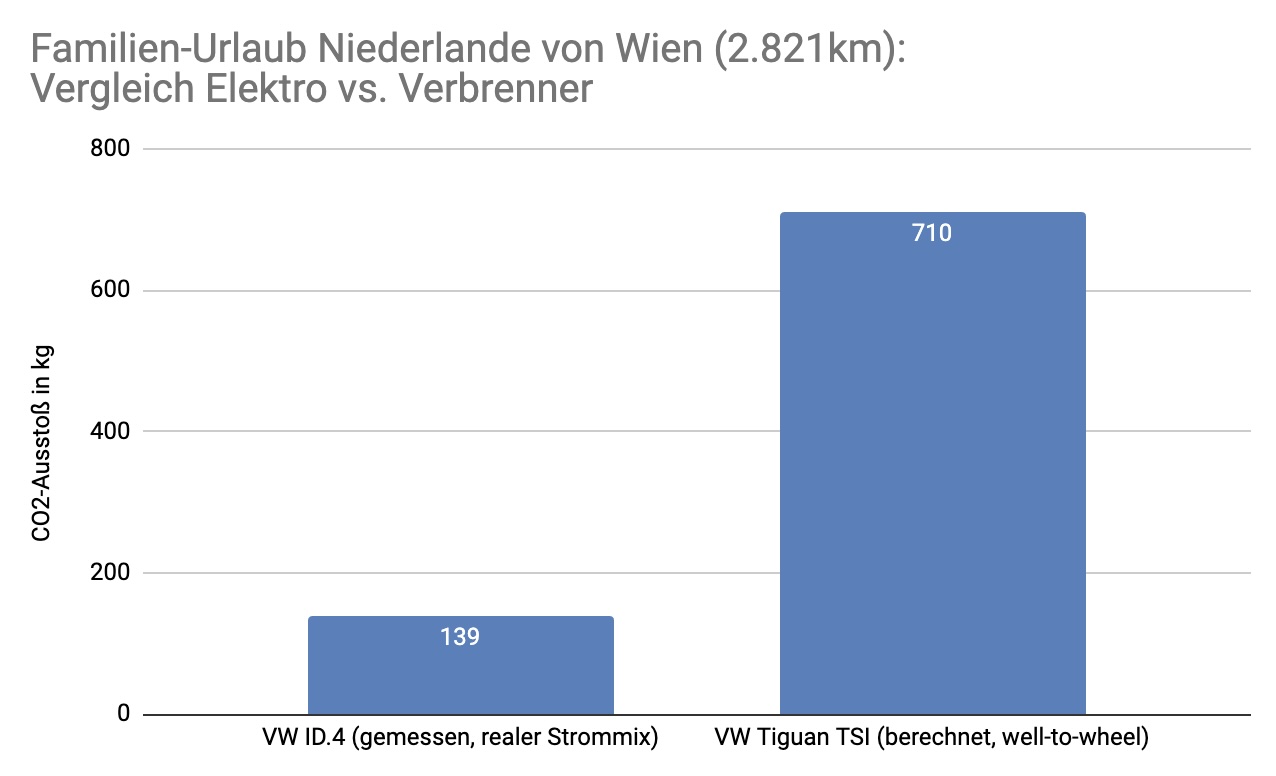 Familien-Urlaub Niederlande von Wien (2.821km):
Vergleich Elektro vs. Verbrenner
CO2-Ausstoß in kg
800
600
400
200
0
710
139
VW ID.4 (gemessen, realer Strommix)
VW Tiguan TSI (berechnet, well-to-wheel)